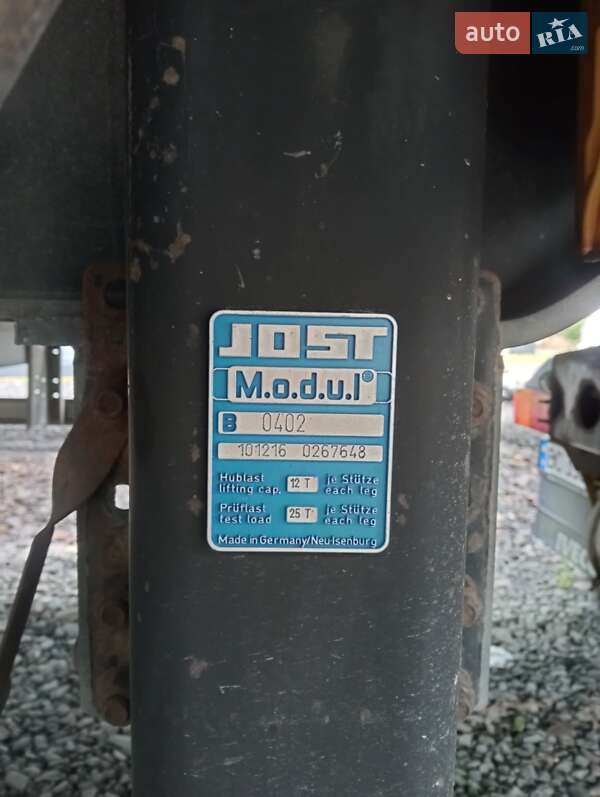 auto RIA .com
JOST
M.o.d.u.l®
B 0402
101216 0267648
Hublast 12 T je Stütze
lifting cap. each leg
Prüflast 25 T je Stütze
test load each leg
Made in Germany/Neu-Isenburg